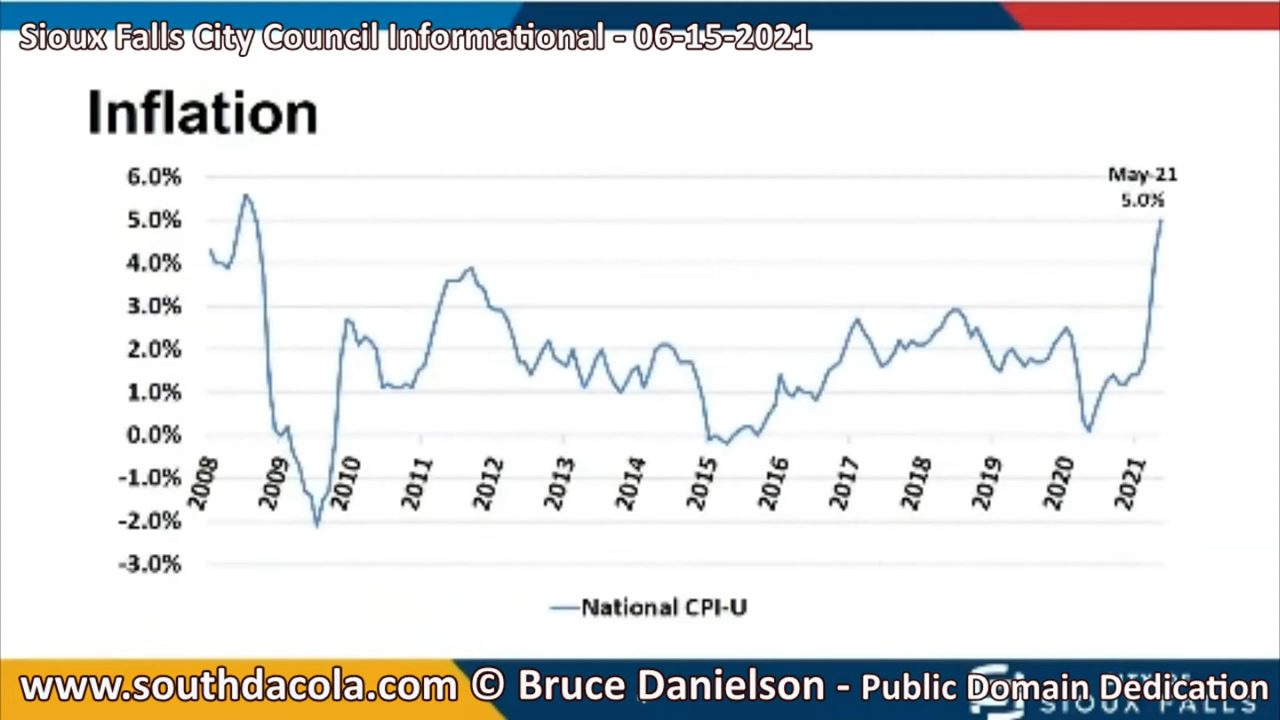 Sioux Falls City Council Informational - 06-15-2021
Inflation
May-21
5.0%
6.0%
5.0%
4.0%
3.0%
2.0%
1.0%
0.0%
-1.0%
-2.0%
-3.0%
2008 2009 2010 2011 2012 2013 2014 2015 2016 2017 2018 2019 2020 2021
National CPI-U
www.southdacola.com © Bruce Danielson - Public Domain Dedication
SIOUX FALLS